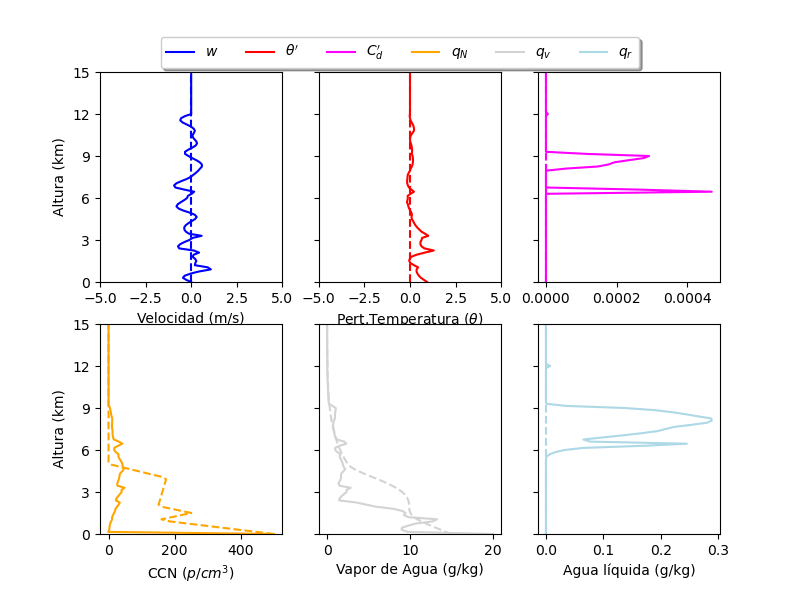 w θ′ C′d qN qv qr
15
12
9
6
3
0
Altura (km)
−5.0 −2.5 0.0 2.5 5.0
Velocidad (m/s)
−5.0 −2.5 0.0 2.5 5.0
Pert.Temperatura (θ)
0.0000 0.0002 0.0004
15
12
9
6
3
0
Altura (km)
0 200 400
CCN (p/cm³)
0 10 20
Vapor de Agua (g/kg)
0.0 0.1 0.2 0.3
Agua líquida (g/kg)